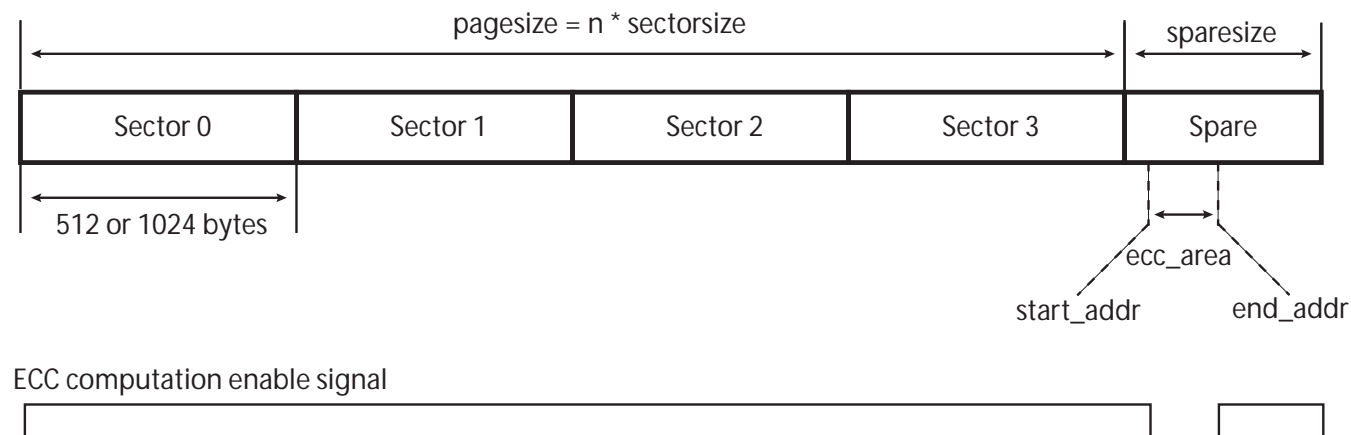 pagesize = n * sectorsize
sparesize
Sector 0
Sector 1
Sector 2
Sector 3
Spare
512 or 1024 bytes
ecc_area
start_addr
end_addr
ECC computation enable signal